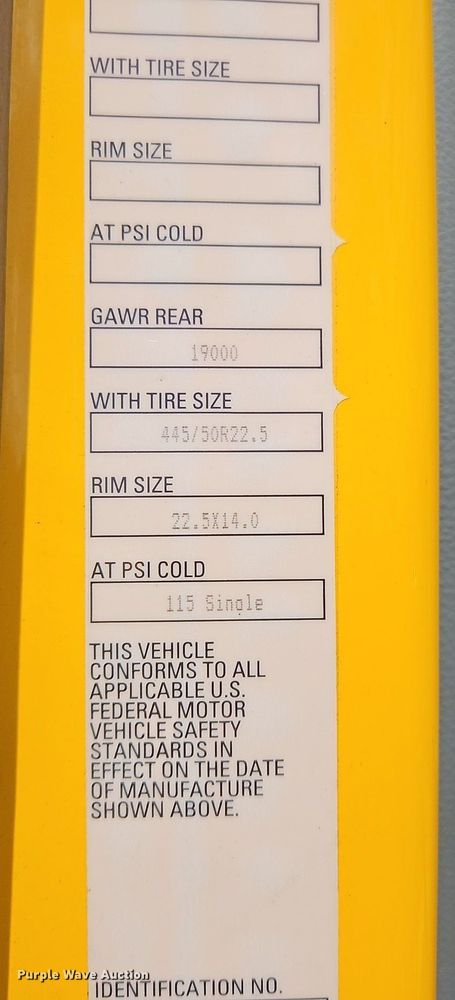 WITH TIRE SIZE
RIM SIZE
AT PSI COLD
GAWR REAR
19000
WITH TIRE SIZE
445/50R22.5
RIM SIZE
22.5X14.0
AT PSI COLD
115 Single
THIS VEHICLE
CONFORMS TO ALL
APPLICABLE U.S.
FEDERAL MOTOR
VEHICLE SAFETY
STANDARDS IN
EFFECT ON THE DATE
OF MANUFACTURE
SHOWN ABOVE.
Purple Wave Auction
IDENTIFICATION NO.